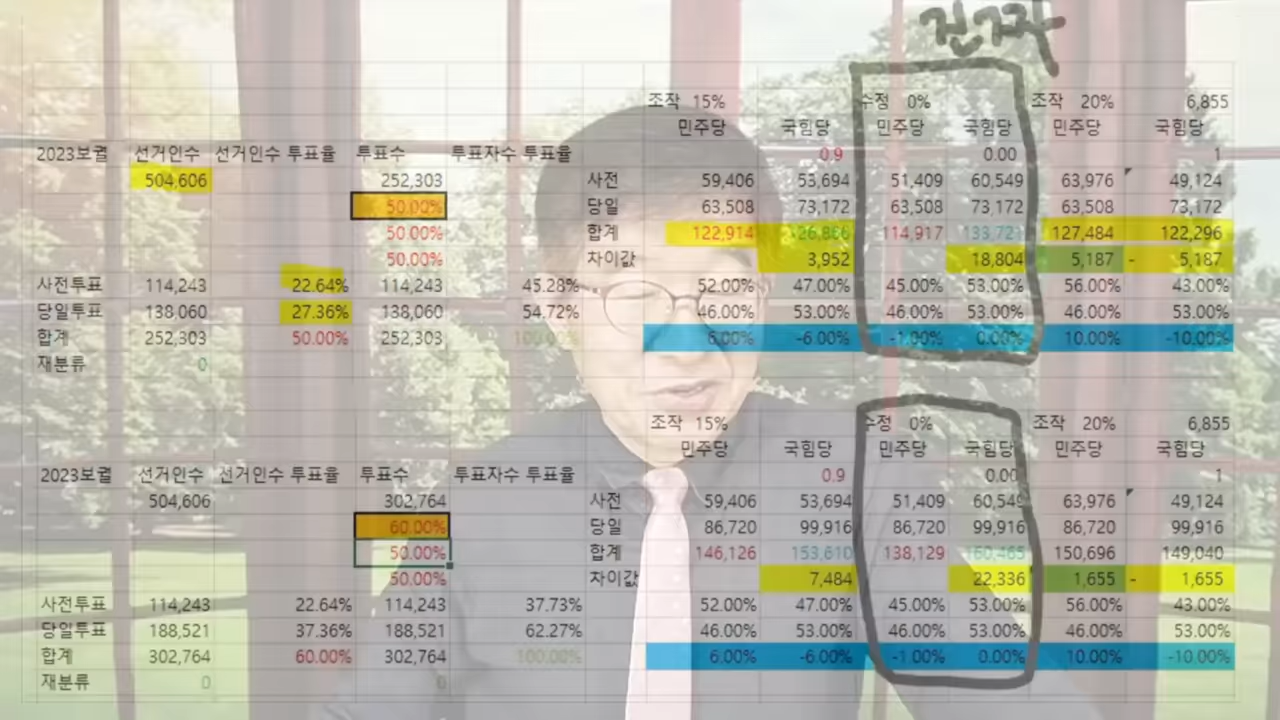 진짜
조작 15% 수정 0% 조작 20% 6,855
민주당 국힘당 민주당 국힘당 민주당 국힘당
2023보궐 선거인수 선거인수 투표율 투표수 투표자수 투표율 0.9 0.00 1
504,606 252,303 사전 59,406 53,694 51,409 60,549 63,976 49,124
50.00% 당일 63,508 73,172 63,508 73,172 63,508 73,172
50.00% 합계 122,914 126,866 114,917 133,721 127,484 122,296
50.00% 차이값 3,952 18,804 5,187 - 5,187
사전투표 114,243 22.64% 114,243 45.28% 52.00% 47.00% 45.00% 53.00% 56.00% 43.00%
당일투표 138,060 27.36% 138,060 54.72% 46.00% 53.00% 46.00% 53.00% 46.00% 53.00%
합계 252,303 50.00% 252,303 100.00% 6.00% -6.00% -1.00% 0.00% 10.00% -10.00%
재분류 0
조작 15% 수정 0% 조작 20% 6,855
민주당 국힘당 민주당 국힘당 민주당 국힘당
2023보궐 선거인수 선거인수 투표율 투표수 투표자수 투표율 0.9 0.00 1
504,606 302,764 사전 59,406 53,694 51,409 60,549 63,976 49,124
60.00% 당일 86,720 99,916 86,720 99,916 86,720 99,916
50.00% 합계 146,126 153,610 138,129 160,465 150,696 149,040
50.00% 차이값 7,484 22,336 1,655 - 1,655
사전투표 114,243 22.64% 114,243 37.73% 52.00% 47.00% 45.00% 53.00% 56.00% 43.00%
당일투표 188,521 37.36% 188,521 62.27% 46.00% 53.00% 46.00% 53.00% 46.00% 53.00%
합계 302,764 60.00% 302,764 100.00% 6.00% -6.00% -1.00% 0.00% 10.00% -10.00%
재분류 0 0